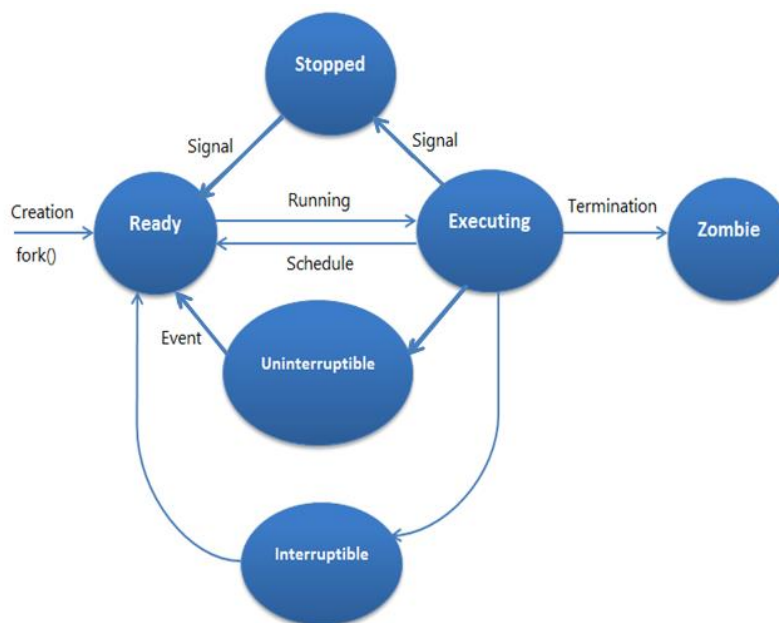 Stopped
Signal
Signal
Creation
fork()
Ready
Running
Schedule
Executing
Termination
Zombie
Event
Uninterruptible
Interruptible